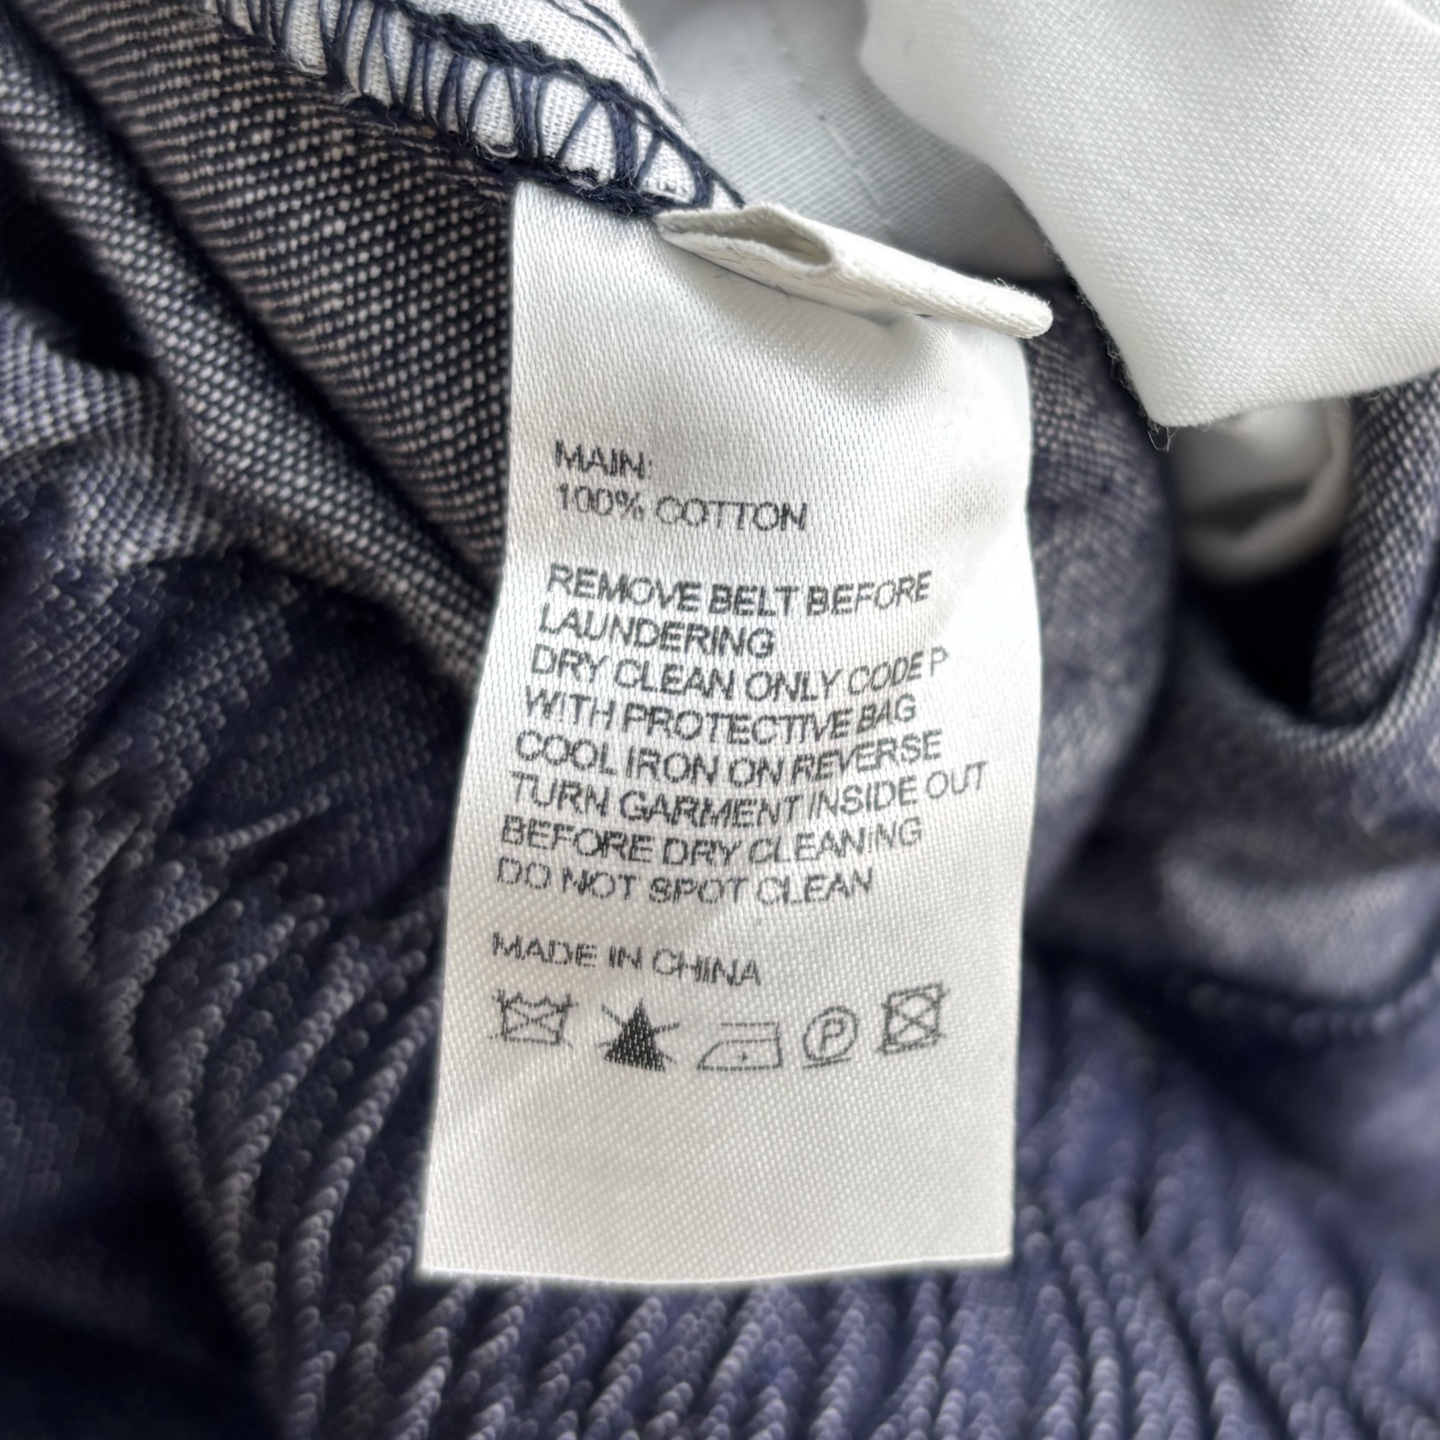 MAIN:
100% COTTON
REMOVE BELT BEFORE
LAUNDERING
DRY CLEAN ONLY CODE P
WITH PROTECTIVE BAG
COOL IRON ON REVERSE
TURN GARMENT INSIDE OUT
BEFORE DRY CLEANING
DO NOT SPOT CLEAN
MADE IN CHINA
P